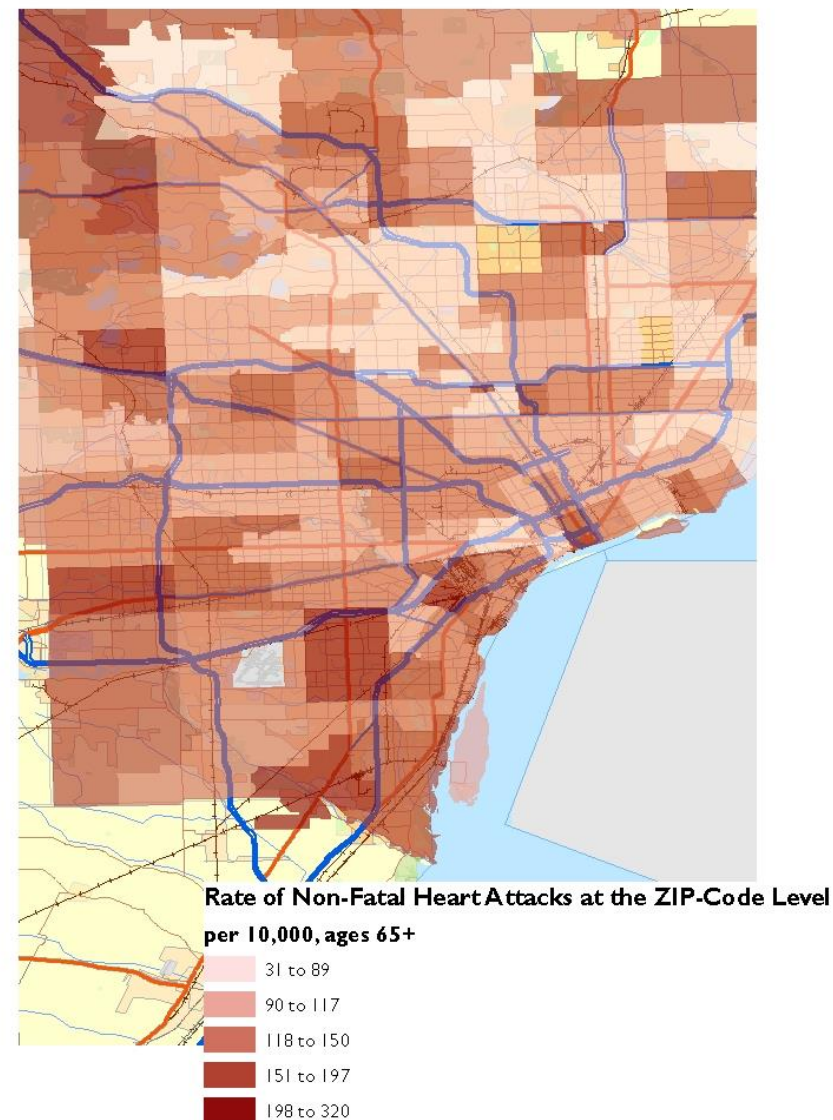 Rate of Non-Fatal Heart Attacks at the ZIP-Code Level
per 10,000, ages 65+
31 to 89
90 to 117
118 to 150
151 to 197
198 to 320